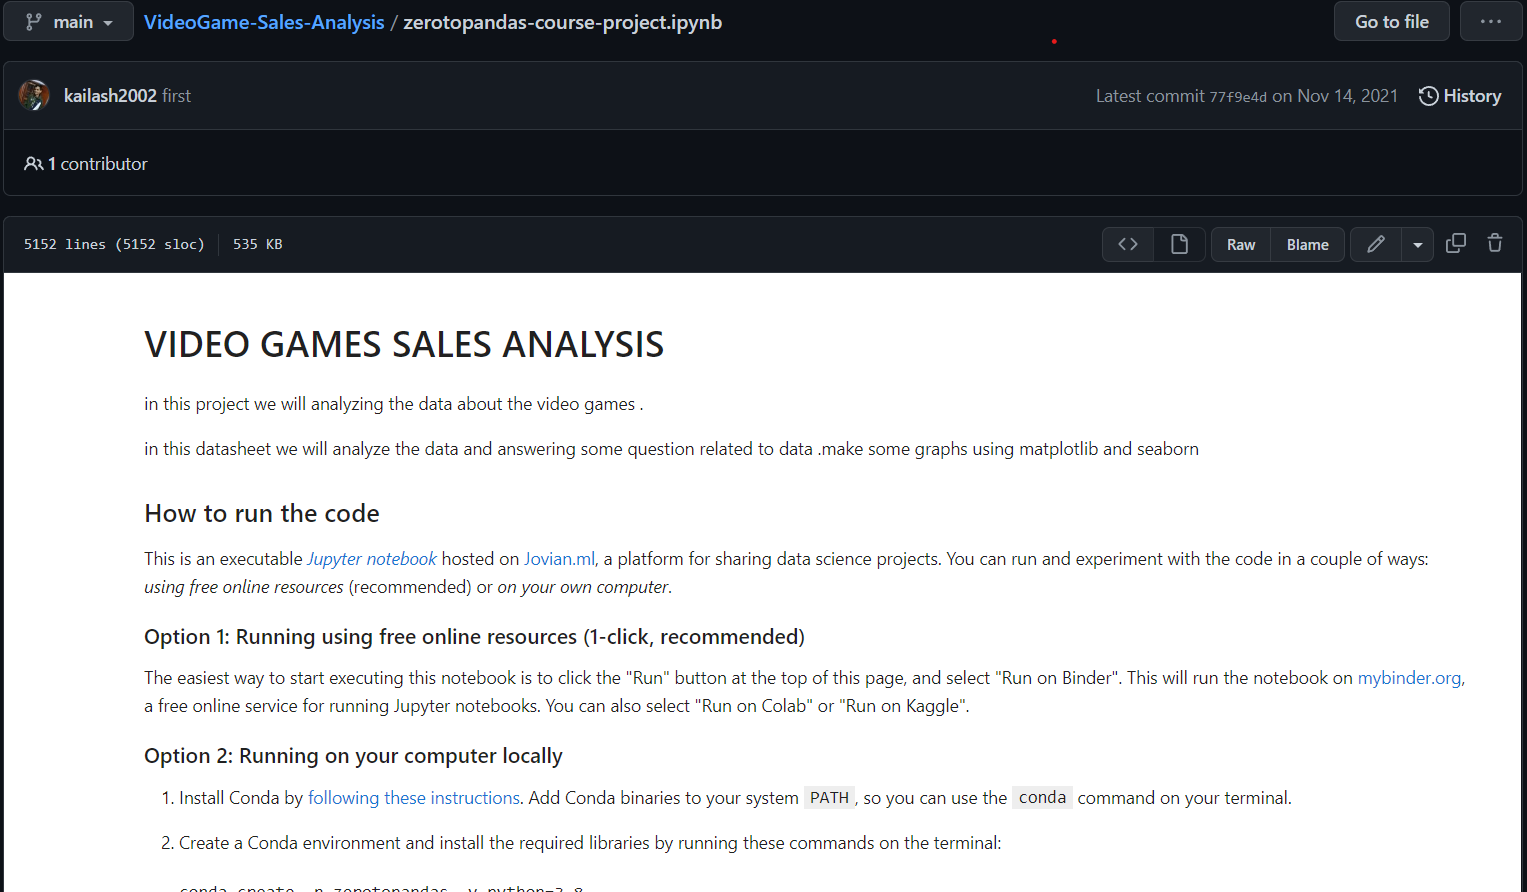 main
VideoGame-Sales-Analysis / zerotopandas-course-project.ipynb
Go to file
kailash2002 first
Latest commit 77f9e4d on Nov 14, 2021
History
1 contributor
5152 lines (5152 sloc) 535 KB
Raw
Blame
VIDEO GAMES SALES ANALYSIS
in this project we will analyzing the data about the video games .
in this datasheet we will analyze the data and answering some question related to data .make some graphs using matplotlib and seaborn
How to run the code
This is an executable Jupyter notebook hosted on Jovian.ml, a platform for sharing data science projects. You can run and experiment with the code in a couple of ways:
using free online resources (recommended) or on your own computer.
Option 1: Running using free online resources (1-click, recommended)
The easiest way to start executing this notebook is to click the "Run" button at the top of this page, and select "Run on Binder". This will run the notebook on mybinder.org,
a free online service for running Jupyter notebooks. You can also select "Run on Colab" or "Run on Kaggle".
Option 2: Running on your computer locally
1. Install Conda by following these instructions. Add Conda binaries to your system PATH, so you can use the conda command on your terminal.
2. Create a Conda environment and install the required libraries by running these commands on the terminal:
conda create -n zerotopandas -y python=3.8